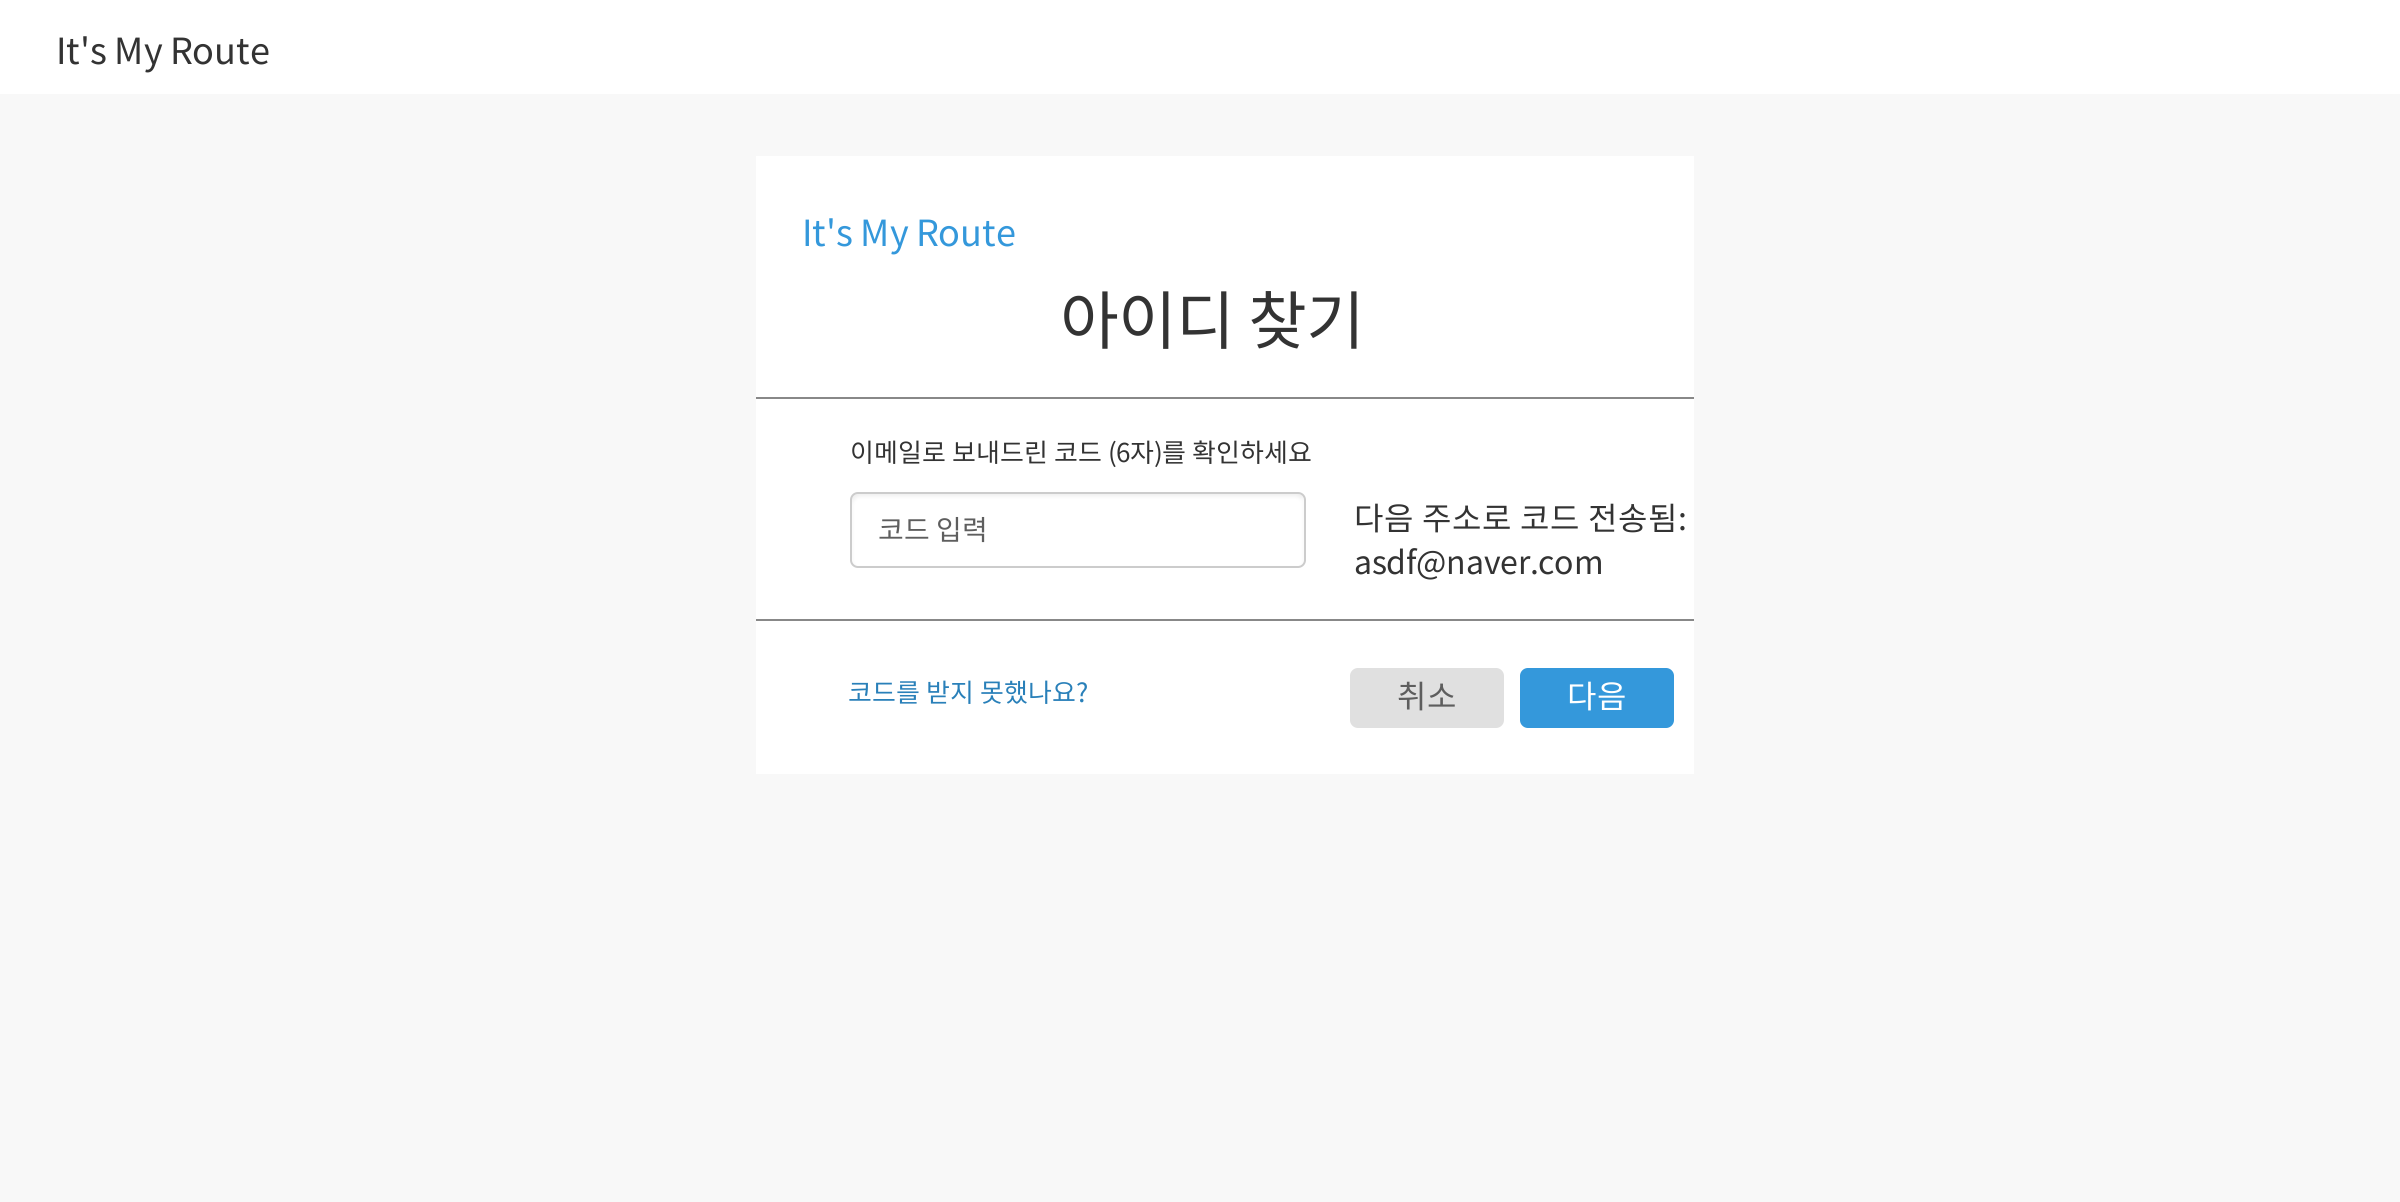 It's My Route
It's My Route
아이디 찾기
이메일로 보내드린 코드 (6자)를 확인하세요
코드 입력
다음 주소로 코드 전송됨:
asdf@naver.com
코드를 받지 못했나요?
취소
다음